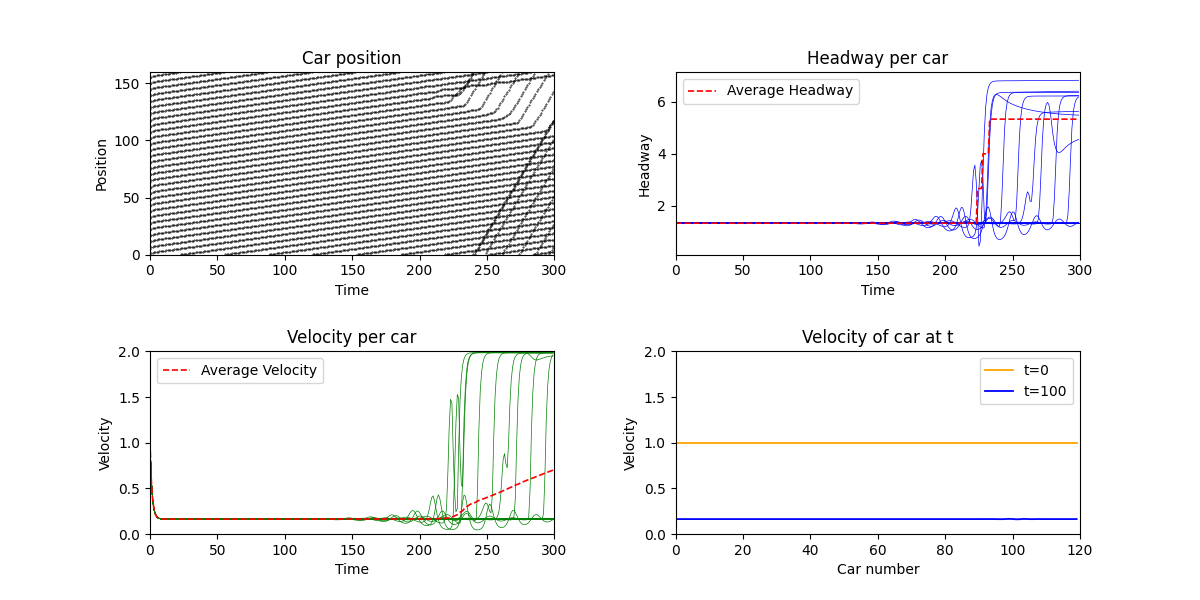 Car position
Position
150
100
50
0
0 50 100 150 200 250 300
Time
Headway per car
Average Headway
Headway
6
4
2
0 50 100 150 200 250 300
Time
Velocity per car
Average Velocity
Velocity
2.0
1.5
1.0
0.5
0.0
0 50 100 150 200 250 300
Time
Velocity of car at t
t=0
t=100
Velocity
2.0
1.5
1.0
0.5
0.0
0 20 40 60 80 100 120
Car number